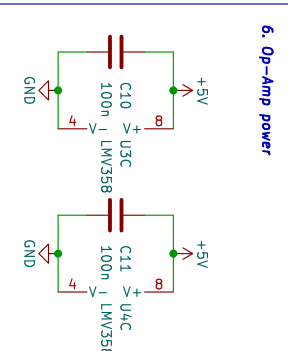 6. Op-Amp power
+5V
C10
100n
GND
8
V+
U3C
LMV358
V-
4
+5V
C11
100n
GND
8
V+
U4C
LMV358
V-
4